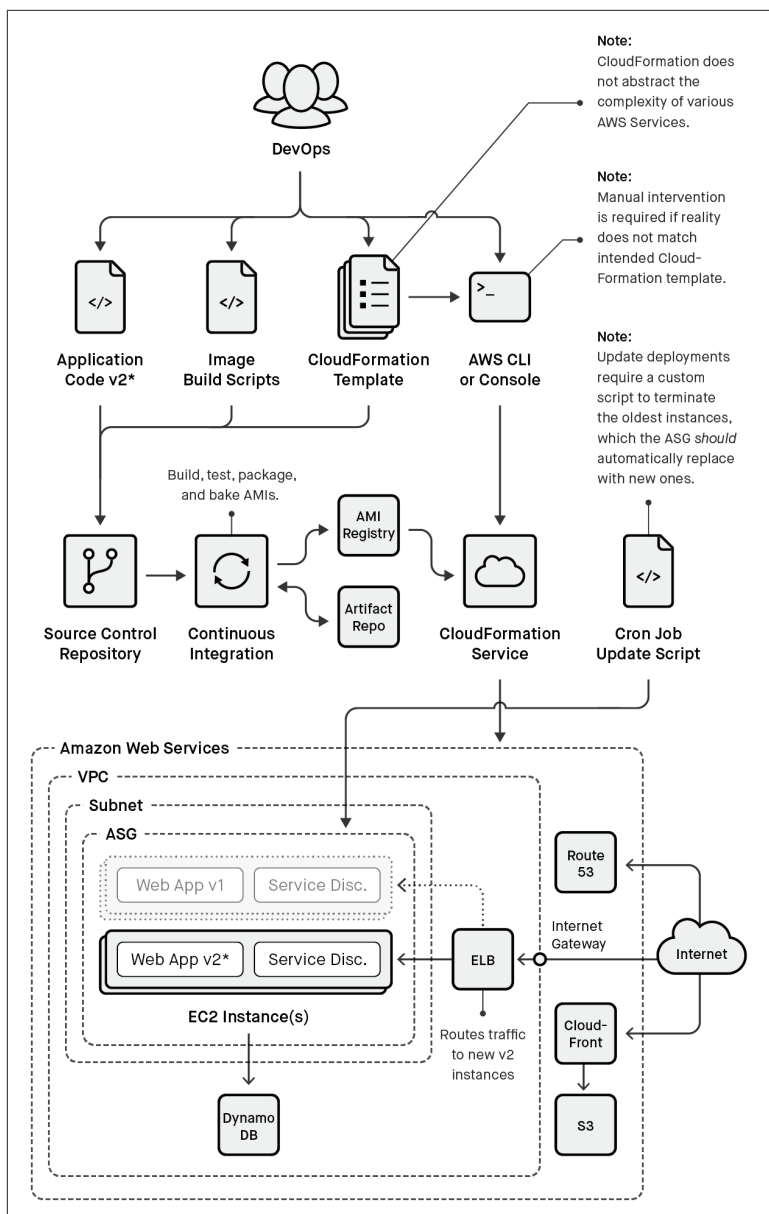 Note:
CloudFormation does
not abstract the
complexity of various
AWS Services.
DevOps
Note:
Manual intervention
is required if reality
does not match
intended Cloud-
Formation template.
</>
</>
>_
Application
Code v2*
Image
Build Scripts
CloudFormation
Template
AWS CLI
or Console
Note:
Update deployments
require a custom
script to terminate
the oldest instances,
which the ASG should
automatically replace
with new ones.
Build, test, package,
and bake AMIs.
AMI
Registry
Artifact
Repo
</>
Source Control
Repository
Continuous
Integration
CloudFormation
Service
Cron Job
Update Script
Amazon Web Services
VPC
Subnet
ASG
Web App v1
Service Disc.
Route
53
Web App v2*
Service Disc.
ELB
Internet
Gateway
Internet
EC2 Instance(s)
Routes traffic
to new v2
instances
Cloud-
Front
Dynamo
DB
S3